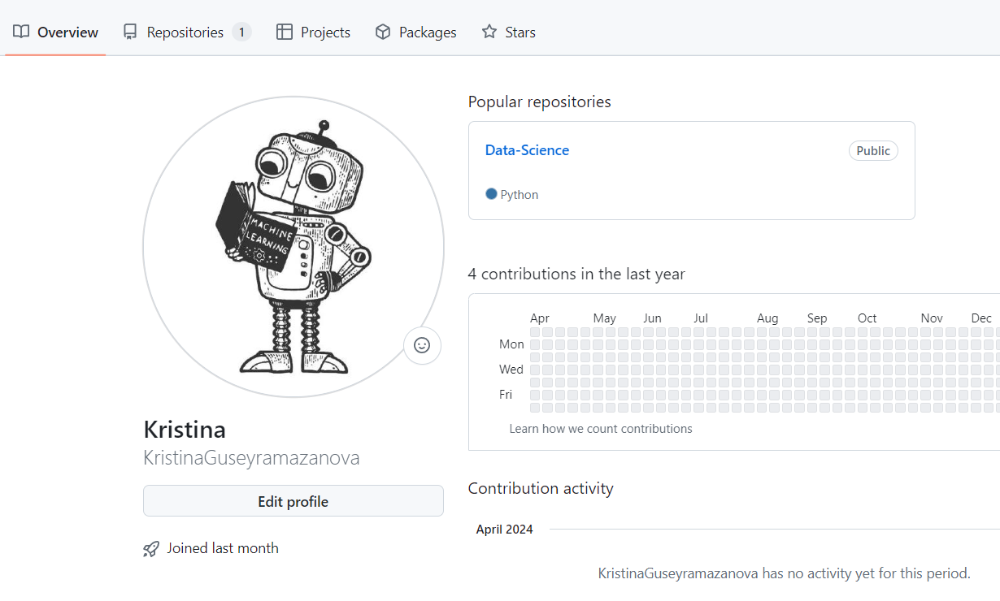 Overview Repositories 1 Projects Packages Stars
MACHINE
LEARNING
Kristina
KristinaGuseyramazanova
Edit profile
Joined last month
Popular repositories
Data-Science Public
Python
4 contributions in the last year
Apr May Jun Jul Aug Sep Oct Nov Dec
Mon
Wed
Fri
Learn how we count contributions
Contribution activity
April 2024
KristinaGuseyramazanova has no activity yet for this period.